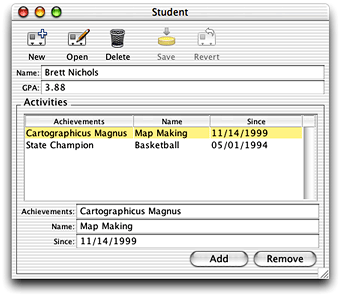 Student
New Open Delete Save Revert
Name: Brett Nichols
GPA: 3.88
Activities
Achievements Name Since
Cartographicus Magnus Map Making 11/14/1999
State Champion Basketball 05/01/1994
Achievements: Cartographicus Magnus
Name: Map Making
Since: 11/14/1999
Add Remove